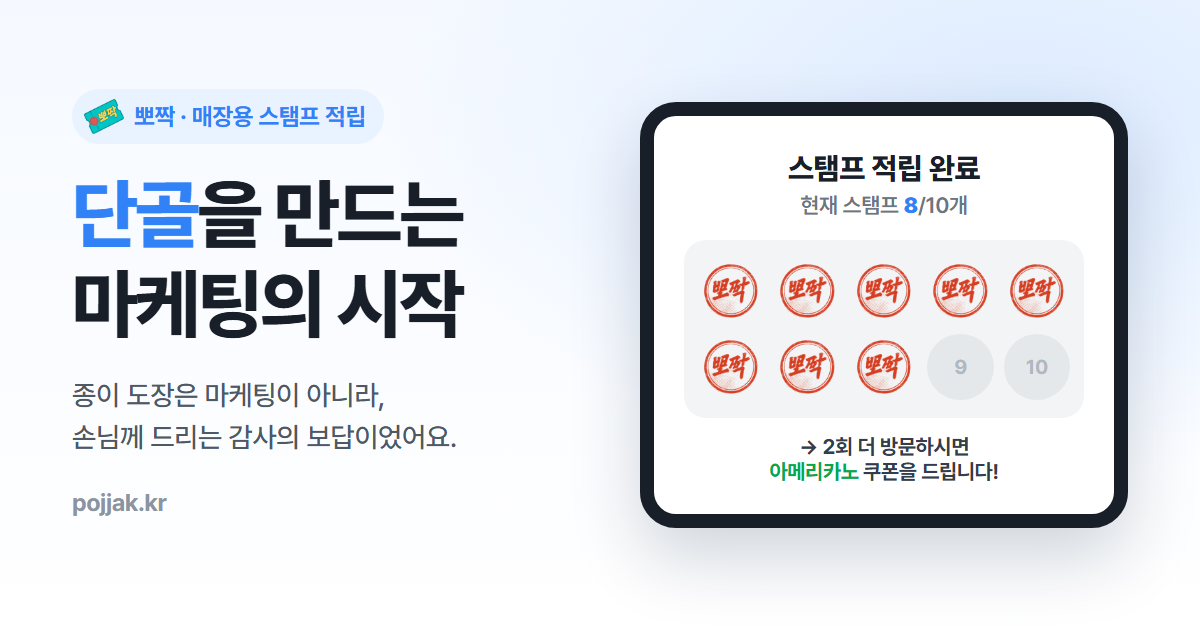 뽀짝
뽀짝 · 매장용 스탬프 적립
단골을 만드는
마케팅의 시작
종이 도장은 마케팅이 아니라,
손님께 드리는 감사의 보답이었어요.
pojjak.kr
스탬프 적립 완료
현재 스탬프 8/10개
뽀짝 뽀짝 뽀짝 뽀짝 뽀짝
뽀짝 뽀짝 뽀짝 9 10
→ 2회 더 방문하시면
아메리카노 쿠폰을 드립니다!